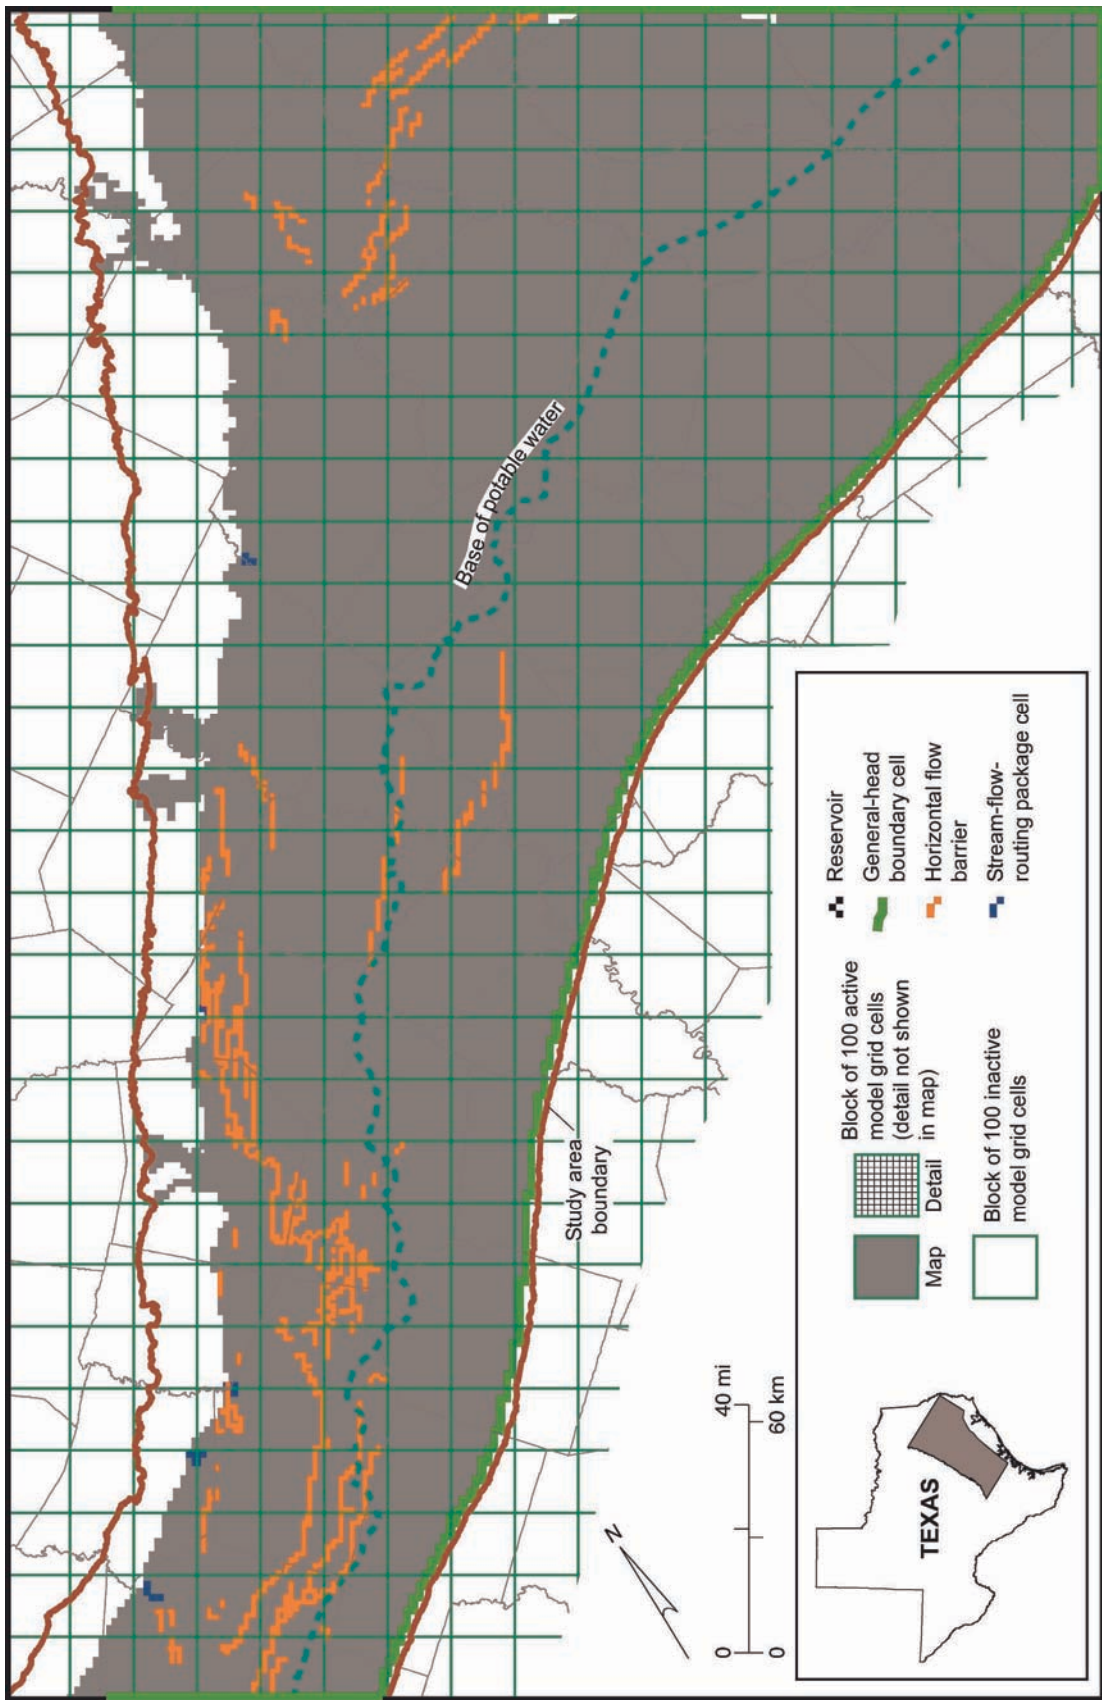 Base of potable water
Study area
boundary
N
0
40 mi
0
60 km
TEXAS
Map
Detail
Block of 100 active
model grid cells
(detail not shown
in map)
Block of 100 inactive
model grid cells
Reservoir
General-head
boundary cell
Horizontal flow
barrier
Stream-flow-
routing package cell